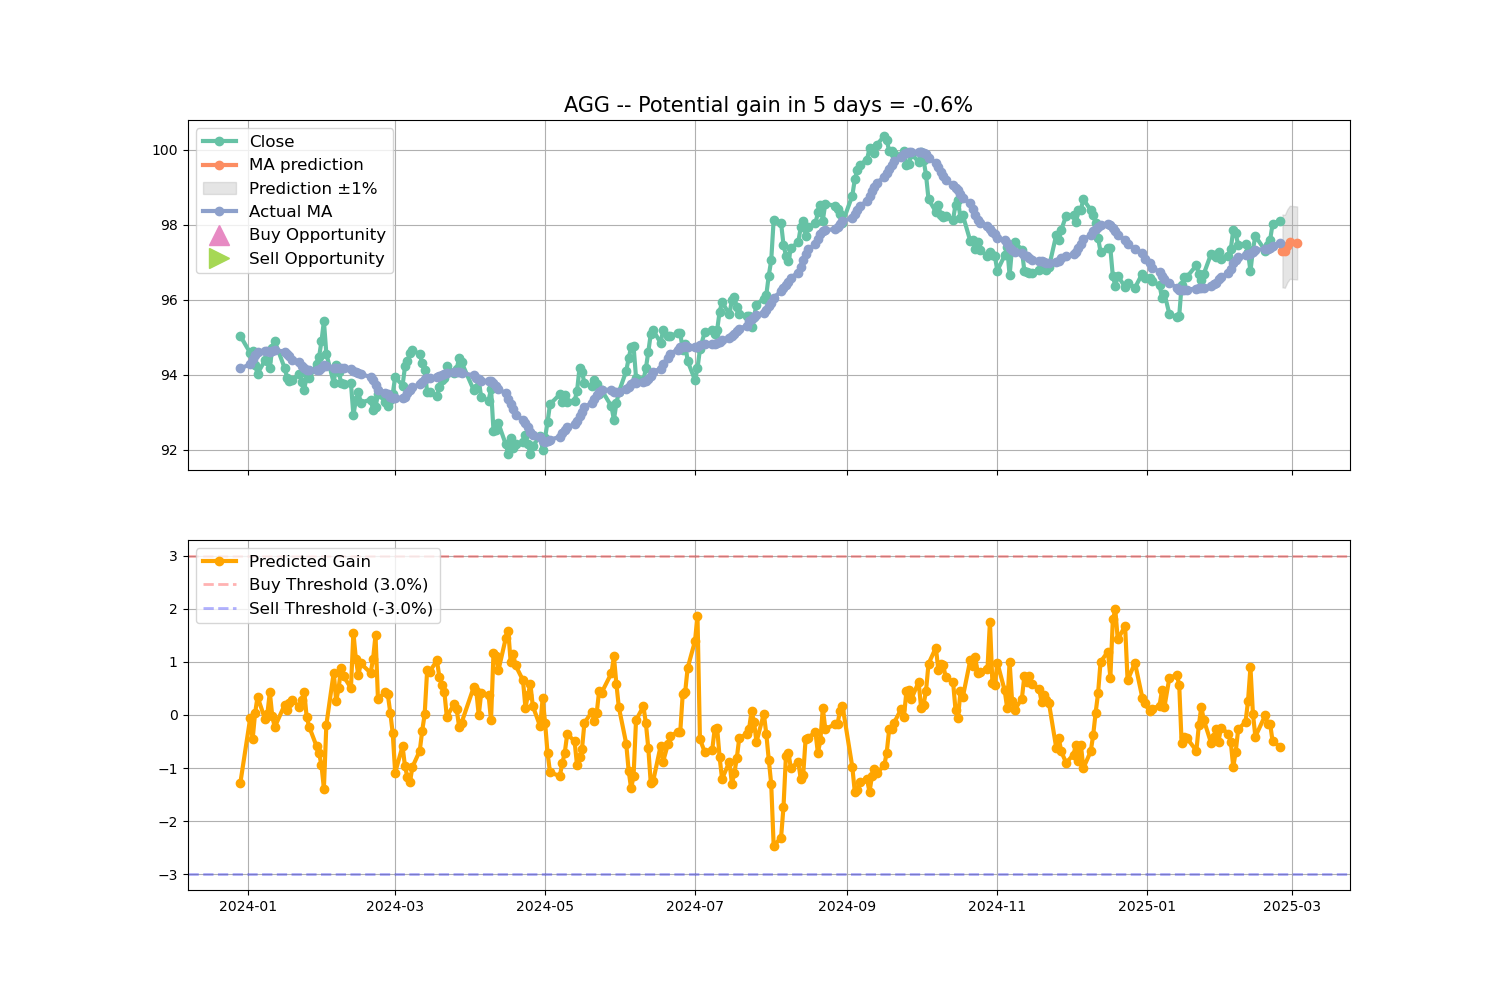 AGG -- Potential gain in 5 days = -0.6%
100
98
96
94
92
Close
MA prediction
Prediction ±1%
Actual MA
Buy Opportunity
Sell Opportunity
3
2
1
0
−1
−2
−3
Predicted Gain
Buy Threshold (3.0%)
Sell Threshold (-3.0%)
2024-01
2024-03
2024-05
2024-07
2024-09
2024-11
2025-01
2025-03